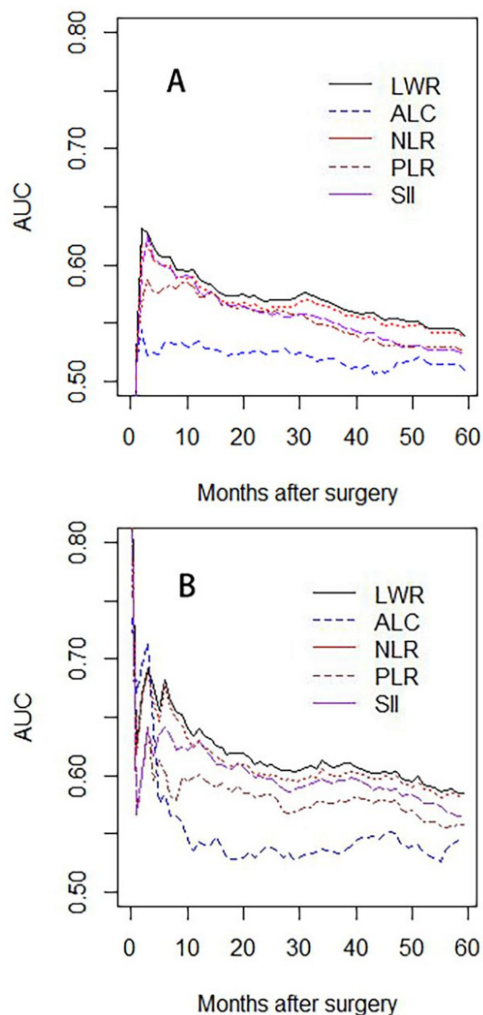 0.80
0.70
0.60
0.50
AUC
A
LWR
ALC
NLR
PLR
SII
0 10 20 30 40 50 60
Months after surgery
0.80
0.70
0.60
0.50
AUC
B
LWR
ALC
NLR
PLR
SII
0 10 20 30 40 50 60
Months after surgery